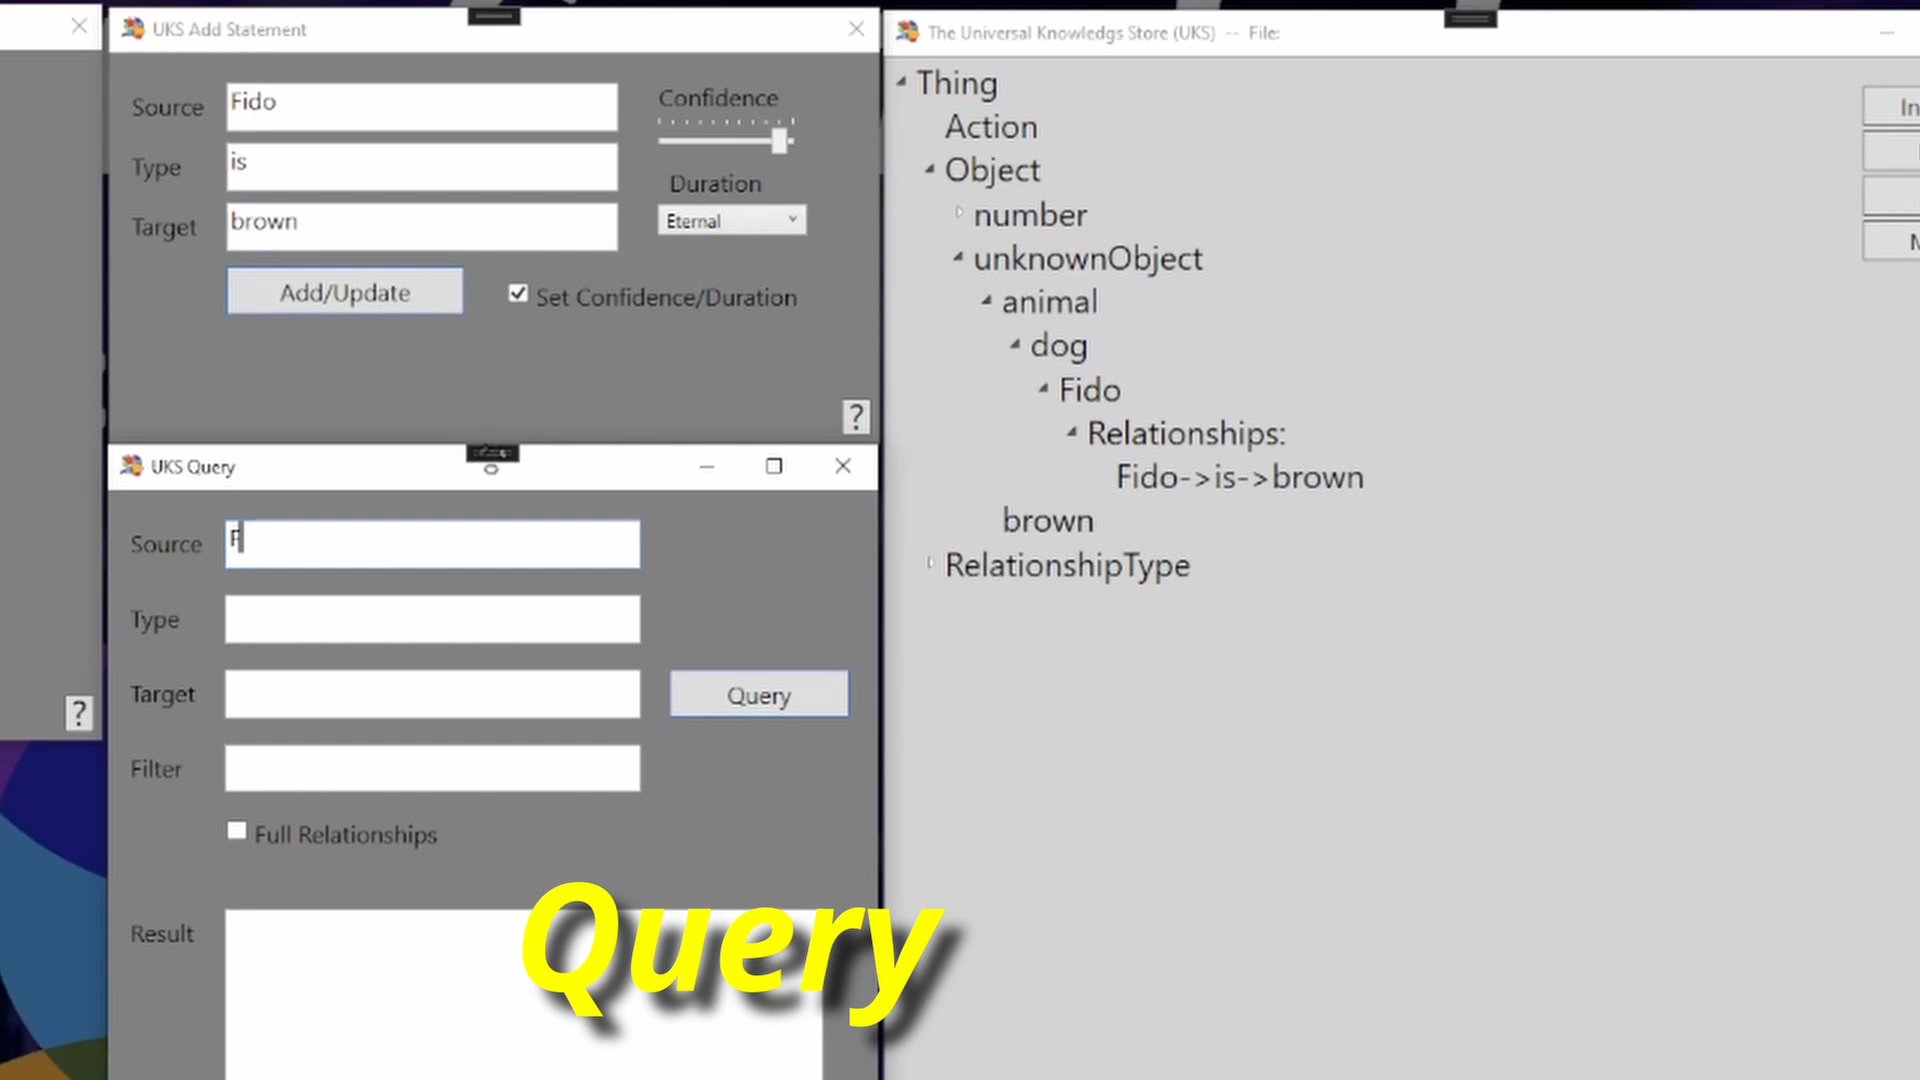 UKS Add Statement
Source
Fido
Type
is
Target
brown
Confidence
Duration
Eternal
Add/Update
Set Confidence/Duration
?
UKS Query
Source
F
Type
Target
Query
Filter
Full Relationships
Result
Query
?
The Universal Knowledgs Store (UKS) -- File:
Thing
Action
Object
number
unknownObject
animal
dog
Fido
Relationships:
Fido->is->brown
brown
RelationshipType